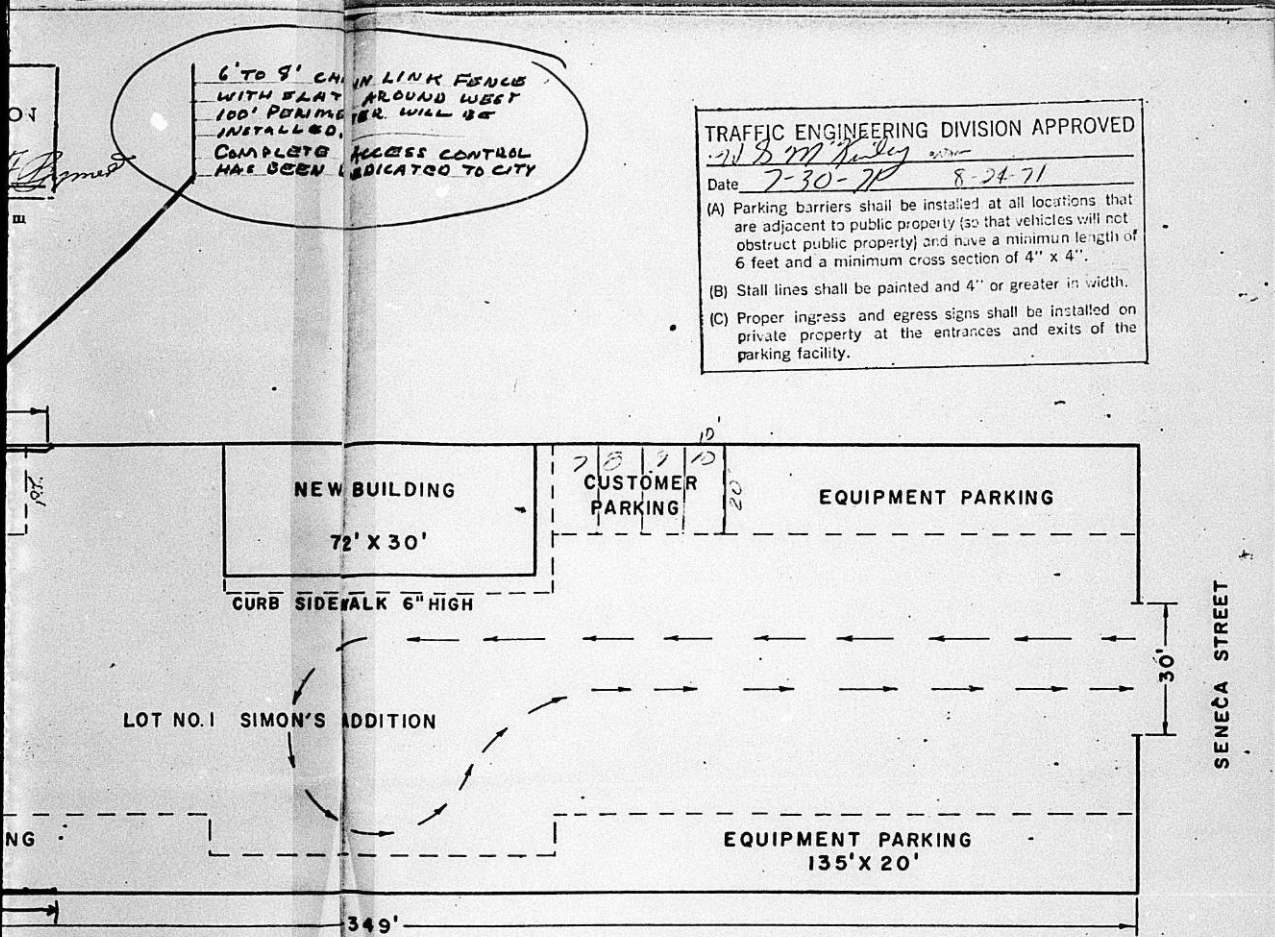 6' TO 8' CHAIN LINK FENCE
WITH SLAT AROUND WEST
100' PERIMETER WILL BE
INSTALLED.
COMPLETE ACCESS CONTROL
HAS BEEN DEDICATED TO CITY
TRAFFIC ENGINEERING DIVISION APPROVED
Date 7-30-71 8-24-71
(A) Parking barriers shall be installed at all locations that
are adjacent to public property (so that vehicles will not
obstruct public property) and have a minimun length of
6 feet and a minimum cross section of 4" x 4".
(B) Stall lines shall be painted and 4" or greater in width.
(C) Proper ingress and egress signs shall be installed on
private property at the entrances and exits of the
parking facility.
10'
7 8 9 10
CUSTOMER
PARKING
20'
NEW BUILDING
72' X 30'
EQUIPMENT PARKING
CURB SIDEWALK 6" HIGH
30'
SENECA STREET
LOT NO. 1 SIMON'S ADDITION
NG
EQUIPMENT PARKING
135' X 20'
349'